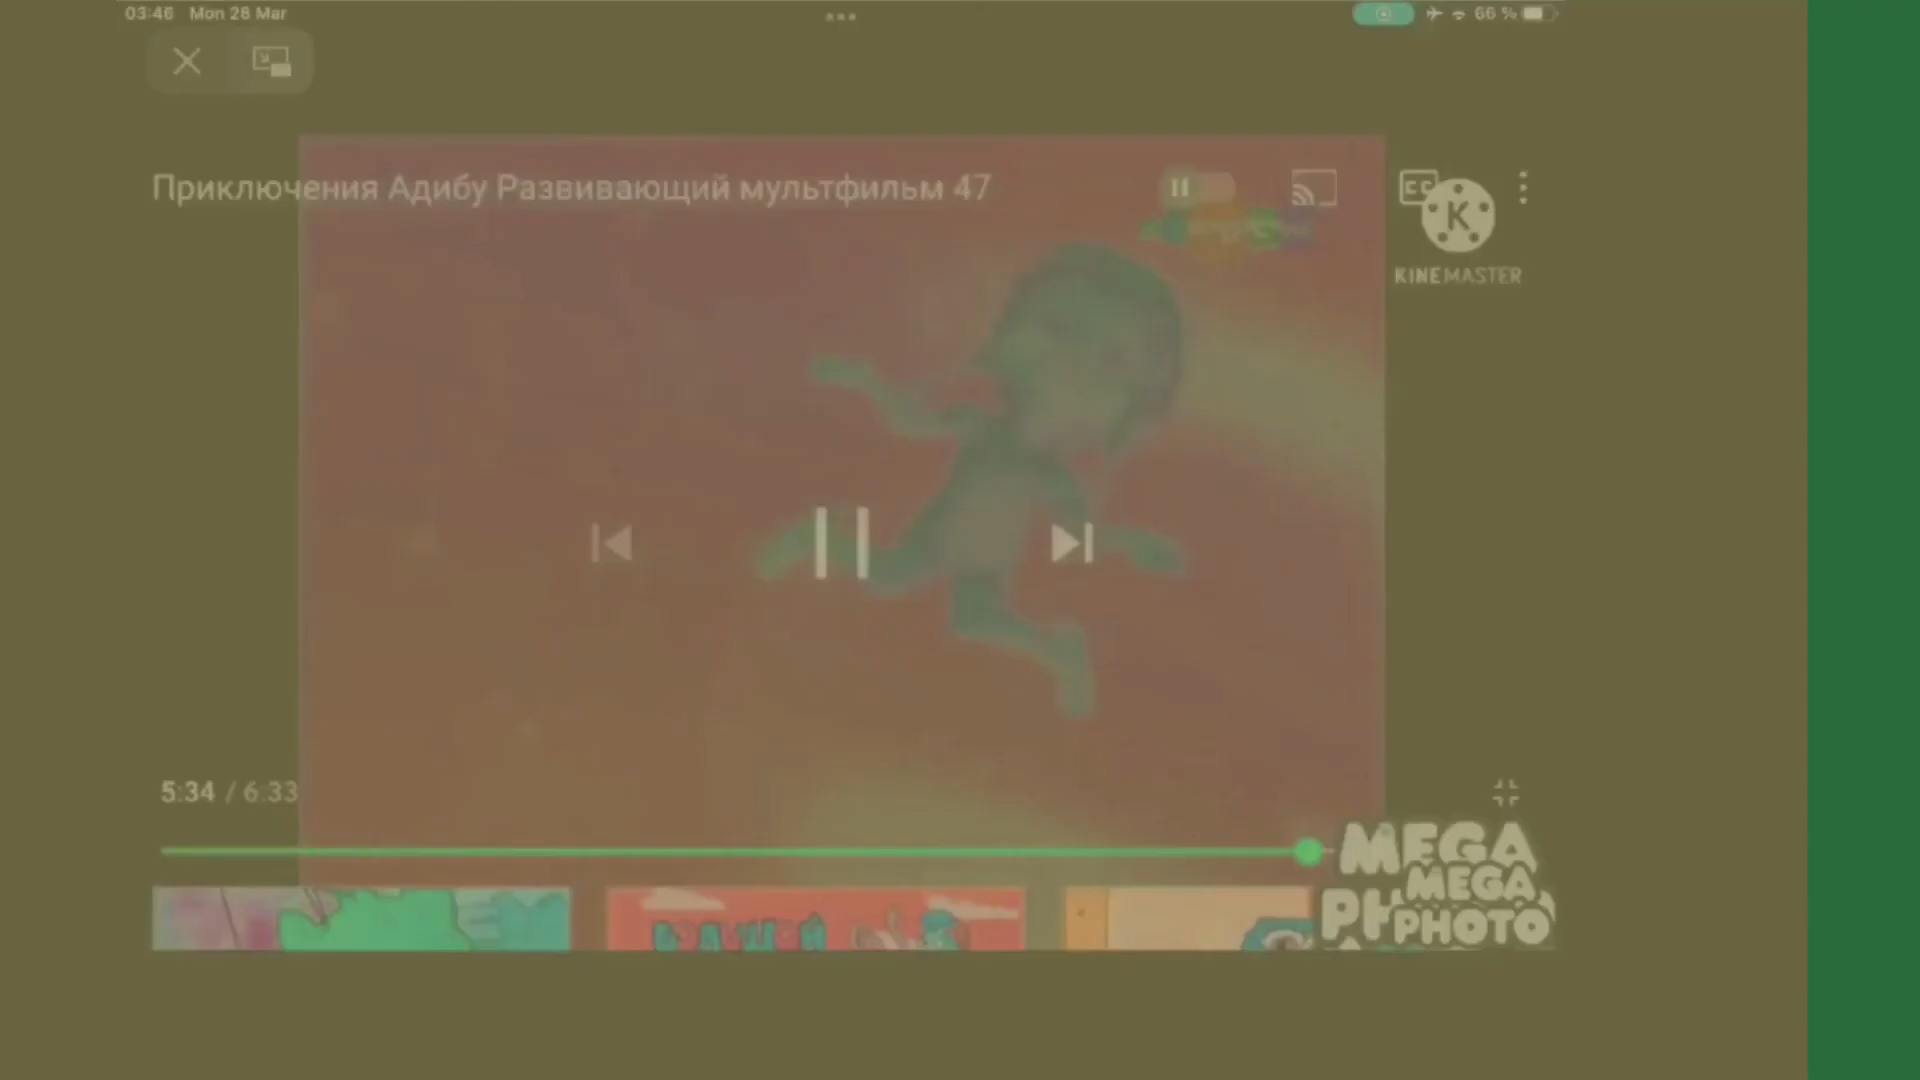 03:46 Mon 28 Mar
66 %
Приключения Адибу Развивающий мультфильм 47
CC
K
KINEMASTER
5:34 / 6:33
MEGA
MEGA
PHOTO